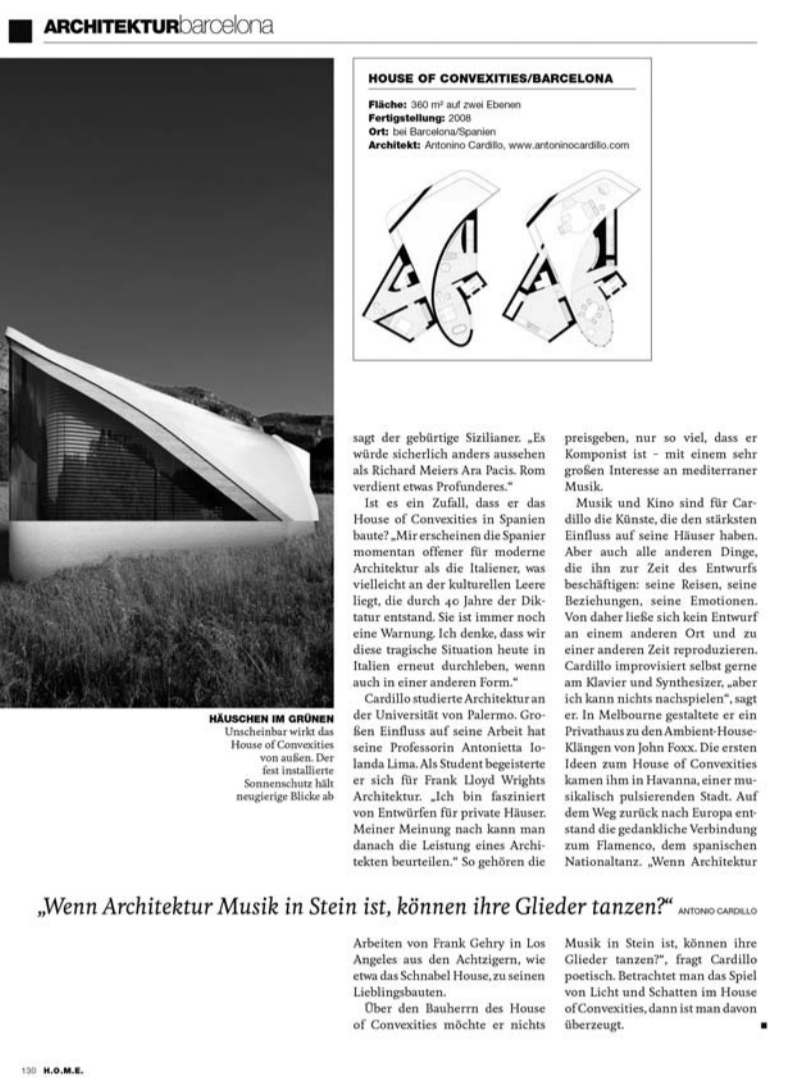 ARCHITEKTURbarcelona
HOUSE OF CONVEXITIES/BARCELONA
Fläche: 360 m² auf zwei Ebenen
Fertigstellung: 2008
Ort: bei Barcelona/Spanien
Architekt: Antonino Cardillo, www.antoninocardillo.com
HÄUSCHEN IM GRÜNEN
Unscheinbar wirkt das
House of Convexities
von außen. Der
fest installierte
Sonnenschutz hält
neugierige Blicke ab
sagt der gebürtige Sizilianer. „Es
würde sicherlich anders aussehen
als Richard Meiers Ara Pacis. Rom
verdient etwas Profunderes.“
Ist es ein Zufall, dass er das
House of Convexities in Spanien
baute? „Mir erscheinen die Spanier
momentan offener für moderne
Architektur als die Italiener, was
vielleicht an der kulturellen Leere
liegt, die durch 40 Jahre der Dik-
tatur entstand. Sie ist immer noch
eine Warnung. Ich denke, dass wir
diese tragische Situation heute in
Italien erneut durchleben, wenn
auch in einer anderen Form.“
Cardillo studierte Architektur an
der Universität von Palermo. Gro-
ßen Einfluss auf seine Arbeit hat
seine Professorin Antonietta Io-
landa Lima. Als Student begeisterte
er sich für Frank Lloyd Wrights
Architektur. „Ich bin fasziniert
von Entwürfen für private Häuser.
Meiner Meinung nach kann man
danach die Leistung eines Archi-
tekten beurteilen.“ So gehören die
Arbeiten von Frank Gehry in Los
Angeles aus den Achtzigern, wie
etwa das Schnabel House, zu seinen
Lieblingsbauten.
Über den Bauherrn des House
of Convexities möchte er nichts
preisgeben, nur so viel, dass er
Komponist ist – mit einem sehr
großen Interesse an mediterraner
Musik.
Musik und Kino sind für Car-
dillo die Künste, die den stärksten
Einfluss auf seine Häuser haben.
Aber auch alle anderen Dinge,
die ihn zur Zeit des Entwurfs
beschäftigen: seine Reisen, seine
Beziehungen, seine Emotionen.
Von daher ließe sich kein Entwurf
an einem anderen Ort und zu
einer anderen Zeit reproduzieren.
Cardillo improvisiert selbst gerne
am Klavier und Synthesizer, „aber
ich kann nichts nachspielen“, sagt
er. In Melbourne gestaltete er ein
Privathaus zu den Ambient-House-
Klängen von John Foxx. Die ersten
Ideen zum House of Convexities
kamen ihm in Havanna, einer mu-
sikalisch pulsierenden Stadt. Auf
dem Weg zurück nach Europa ent-
stand die gedankliche Verbindung
zum Flamenco, dem spanischen
Nationaltanz. „Wenn Architektur
Musik in Stein ist, können ihre
Glieder tanzen?“, fragt Cardillo
poetisch. Betrachtet man das Spiel
von Licht und Schatten im House
of Convexities, dann ist man davon
überzeugt.
„Wenn Architektur Musik in Stein ist, können ihre Glieder tanzen?“ ANTONIO CARDILLO
130 H.O.M.E.